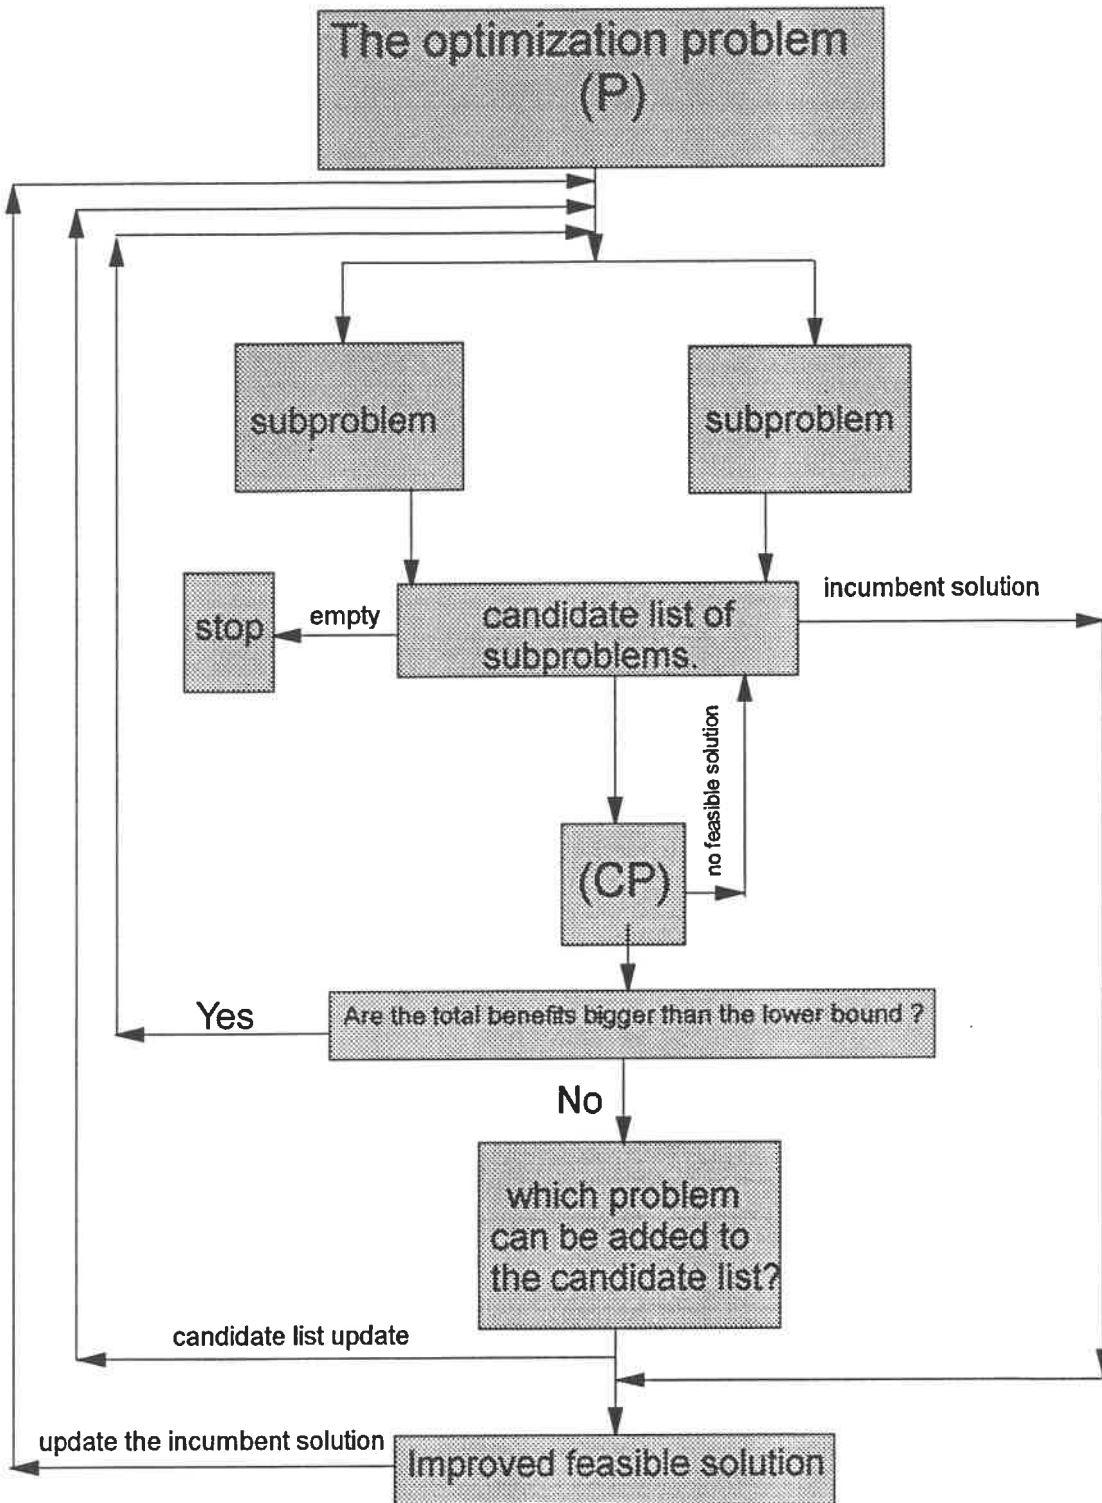 The optimization problem
(P)
subproblem
subproblem
incumbent solution
empty
stop
candidate list of
subproblems.
no feasible solution
(CP)
Are the total benefits bigger than the lower bound ?
Yes
No
which problem
can be added to
the candidate list?
candidate list update
update the incumbent solution
Improved feasible solution